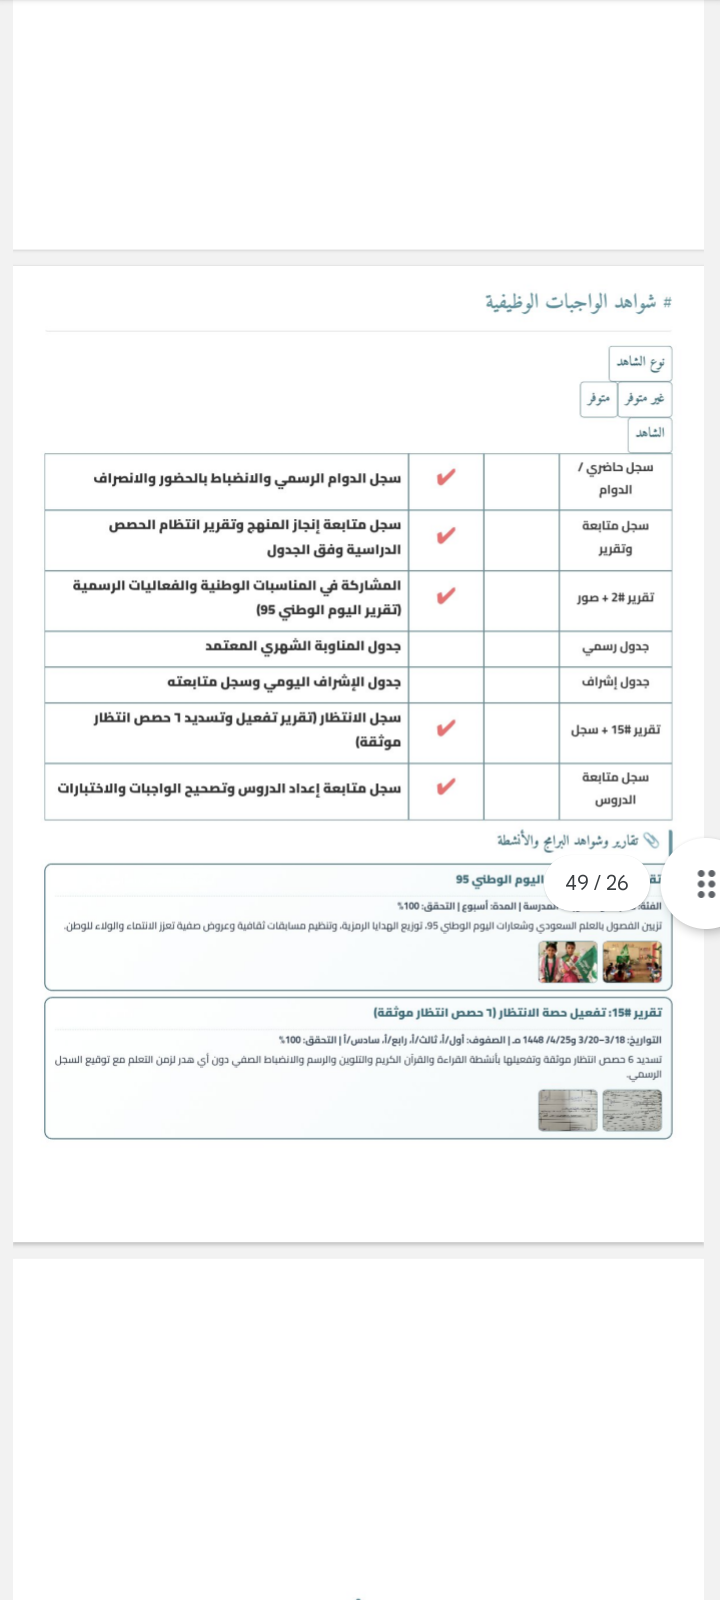 # شواهد الواجبات الوظيفية
نوع الشاهد
غير متوفر
متوفر
الشاهد
سجل حاضري /
الدوام
✔
سجل الدوام الرسمي والانضباط بالحضور والانصراف
سجل متابعة
وتقرير
✔
سجل متابعة إنجاز المنهج وتقرير انتظام الحصص
الدراسية وفق الجدول
تقرير #2 + صور
✔
المشاركة في المناسبات الوطنية والفعاليات الرسمية
(تقرير اليوم الوطني 95)
جدول رسمي
جدول المناوبة الشهري المعتمد
جدول إشراف
جدول الإشراف اليومي وسجل متابعته
تقرير #15 + سجل
✔
سجل الانتظار (تقرير تفعيل وتسديد ٦ حصص انتظار
موثقة)
سجل متابعة
الدروس
✔
سجل متابعة إعداد الدروس وتصحيح الواجبات والاختبارات
📎 تقارير وشواهد البرامج والأنشطة
اليوم الوطني 95
49 / 26
الفئة: المدرسة | المدة: أسبوع | التحقق: 100%
تزيين الفصول بالعلم السعودي وشعارات اليوم الوطني 95، توزيع الهدايا الرمزية، وتنظيم مسابقات ثقافية وعروض صفية تعزز الانتماء والولاء للوطن.
تقرير #15: تفعيل حصة الانتظار (٦ حصص انتظار موثقة)
التواريخ: 3/18–3/20 و4/25/ 1448 هـ | الصفوف: أول/أ، ثالث/أ، رابع/أ، سادس/أ | التحقق: 100%
تسديد 6 حصص انتظار موثقة وتفعيلها بأنشطة القراءة والقرآن الكريم والتلوين والرسم والانضباط الصفي دون أي هدر لزمن التعلم مع توقيع السجل
الرسمي.